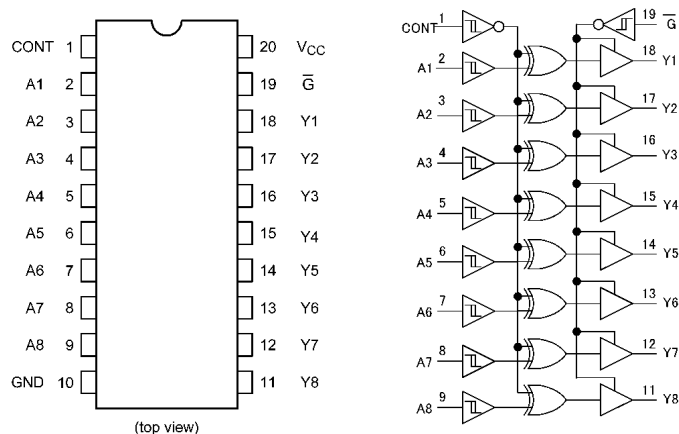 CONT 1 20 VCC
A1 2 19 G
A2 3 18 Y1
A3 4 17 Y2
A4 5 16 Y3
A5 6 15 Y4
A6 7 14 Y5
A7 8 13 Y6
A8 9 12 Y7
GND 10 11 Y8
(top view)
CONT 1 19 G
A1 2 18 Y1
A2 3 17 Y2
A3 4 16 Y3
A4 5 15 Y4
A5 6 14 Y5
A6 7 13 Y6
A7 8 12 Y7
A8 9 11 Y8